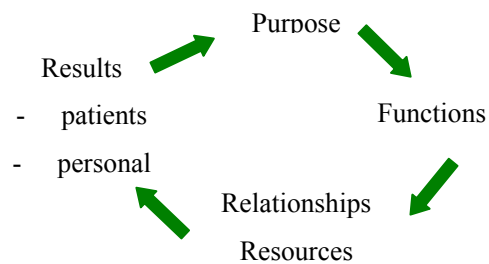 Purpose
Results
- patients
- personal
Functions
Relationships
Resources